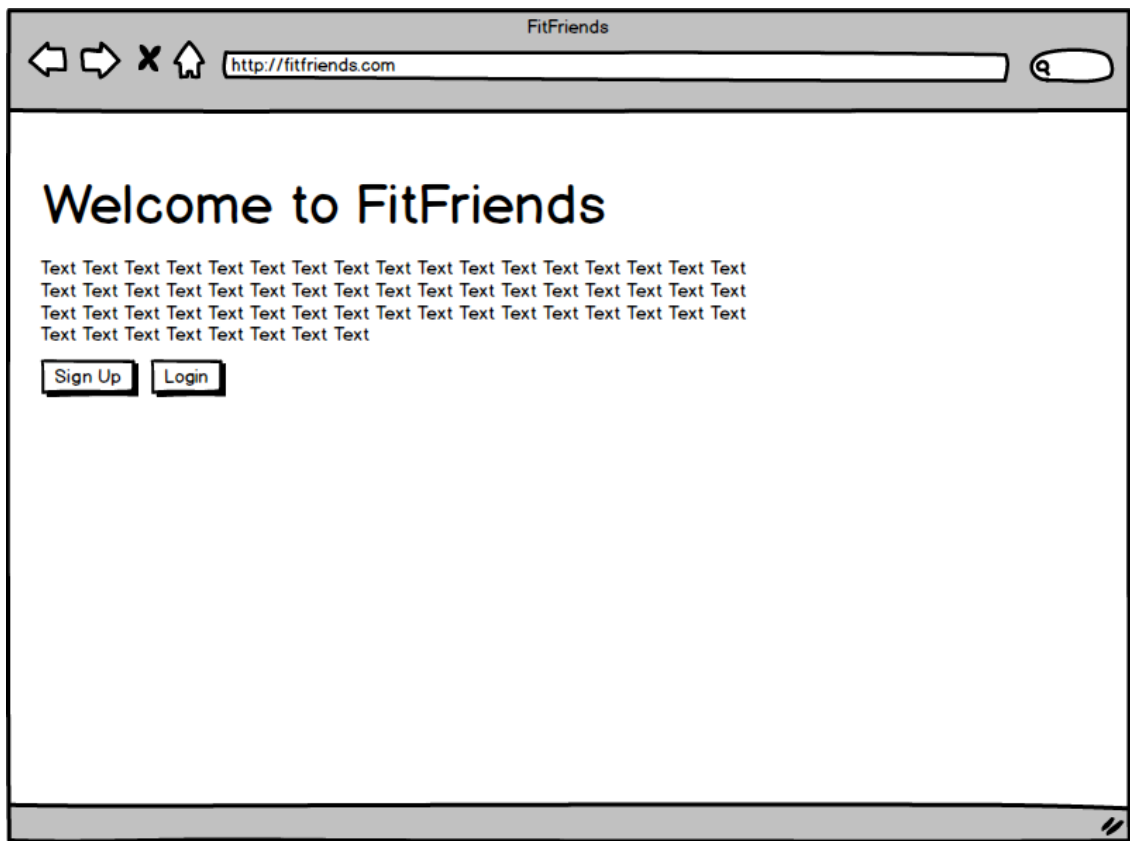 FitFriends
http://fitfriends.com
Welcome to FitFriends
Text Text Text Text Text Text Text Text Text Text Text Text Text Text Text Text Text
Text Text Text Text Text Text Text Text Text Text Text Text Text Text Text Text Text
Text Text Text Text Text Text Text Text Text Text Text Text Text Text Text Text Text
Text Text Text Text Text Text Text Text
Sign Up Login